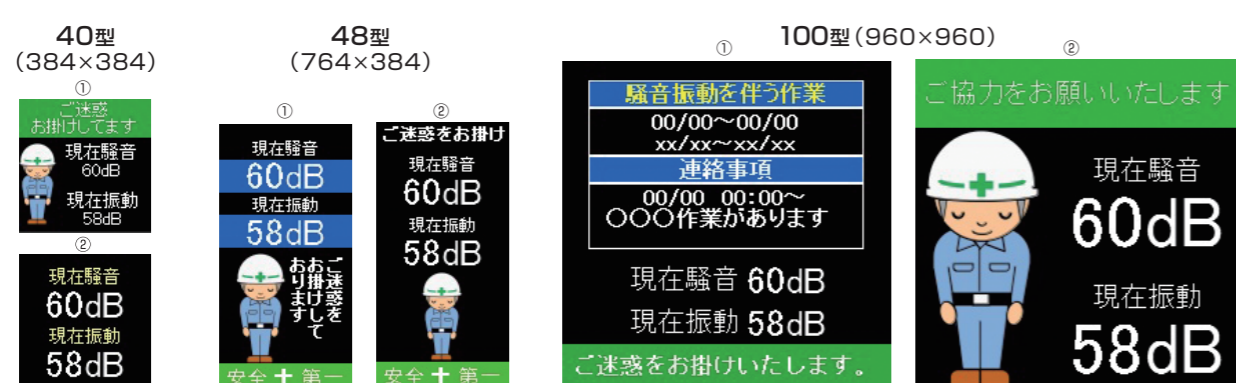 40型
(384×384)
①
ご迷惑
お掛けしてます
現在騒音
60dB
現在振動
58dB
②
現在騒音
60dB
現在振動
58dB
48型
(764×384)
①
現在騒音
60dB
現在振動
58dB
ご迷惑を
お掛けして
おります
安全 第一
②
ご迷惑をお掛け
現在騒音
60dB
現在振動
58dB
安全 第一
100型(960×960)
①
騒音振動を伴う作業
00/00~00/00
xx/xx~xx/xx
連絡事項
00/00 00:00~
○○○作業があります
現在騒音 60dB
現在振動 58dB
ご迷惑をお掛けいたします。
②
ご協力をお願いいたします
現在騒音
60dB
現在振動
58dB